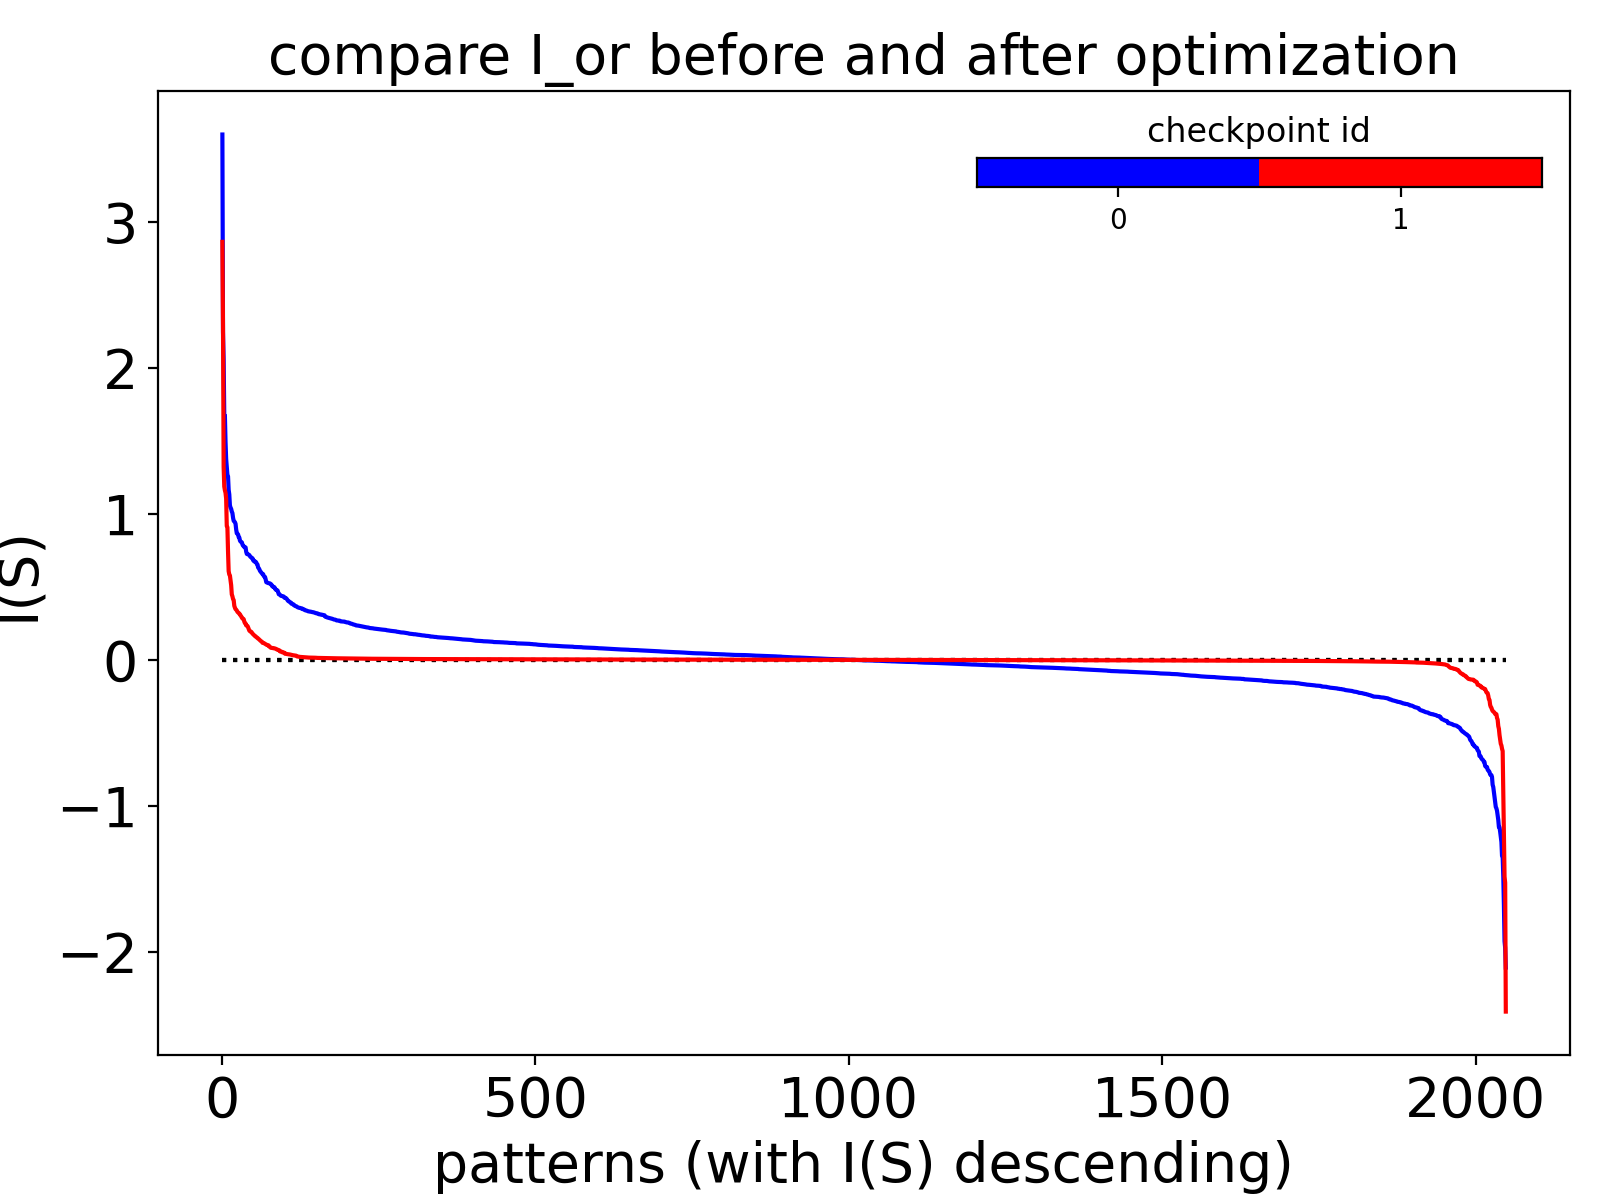 compare I_or before and after optimization
checkpoint id
0 1
3
2
1
0
−1
−2
I(S)
0 500 1000 1500 2000
patterns (with I(S) descending)